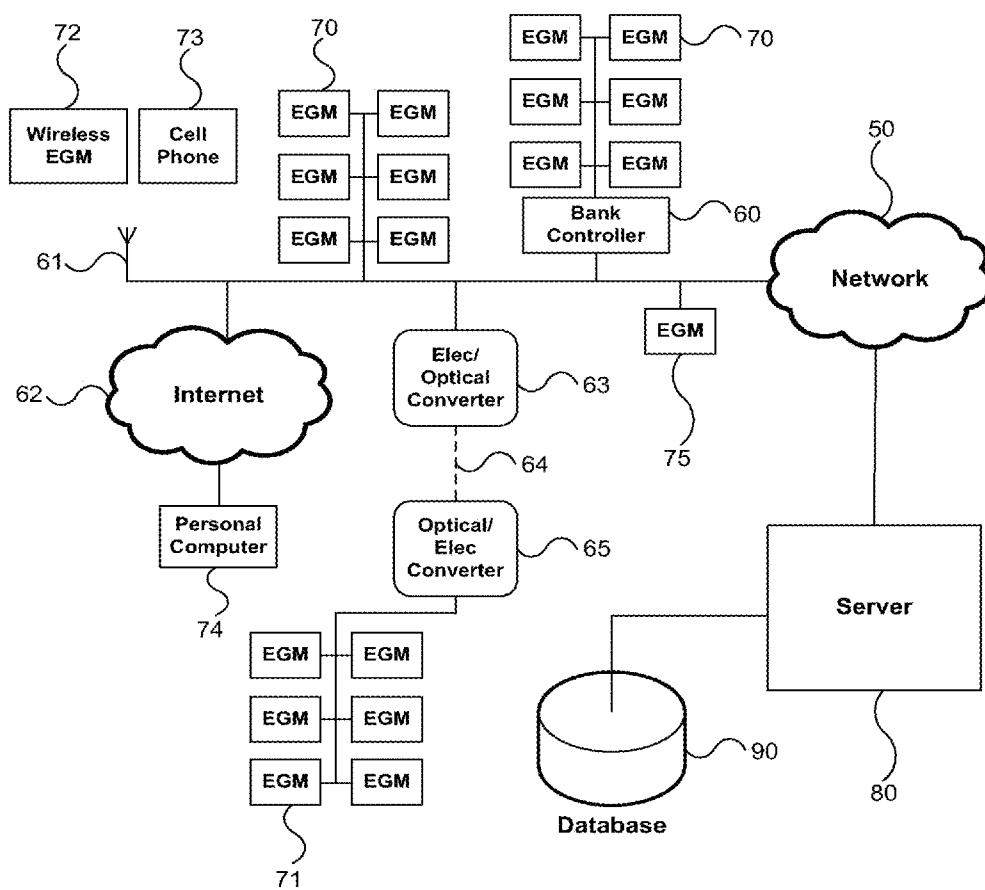 72
73
70
70
Wireless
EGM
Cell
Phone
EGM EGM
EGM EGM
EGM EGM
EGM EGM
EGM EGM
EGM EGM
50
60
Bank
Controller
61
Network
EGM
62
Internet
Elec/
Optical
Converter
63
75
64
Personal
Computer
Optical/
Elec
Converter
65
74
Server
EGM EGM
EGM EGM
EGM EGM
90
80
Database
71